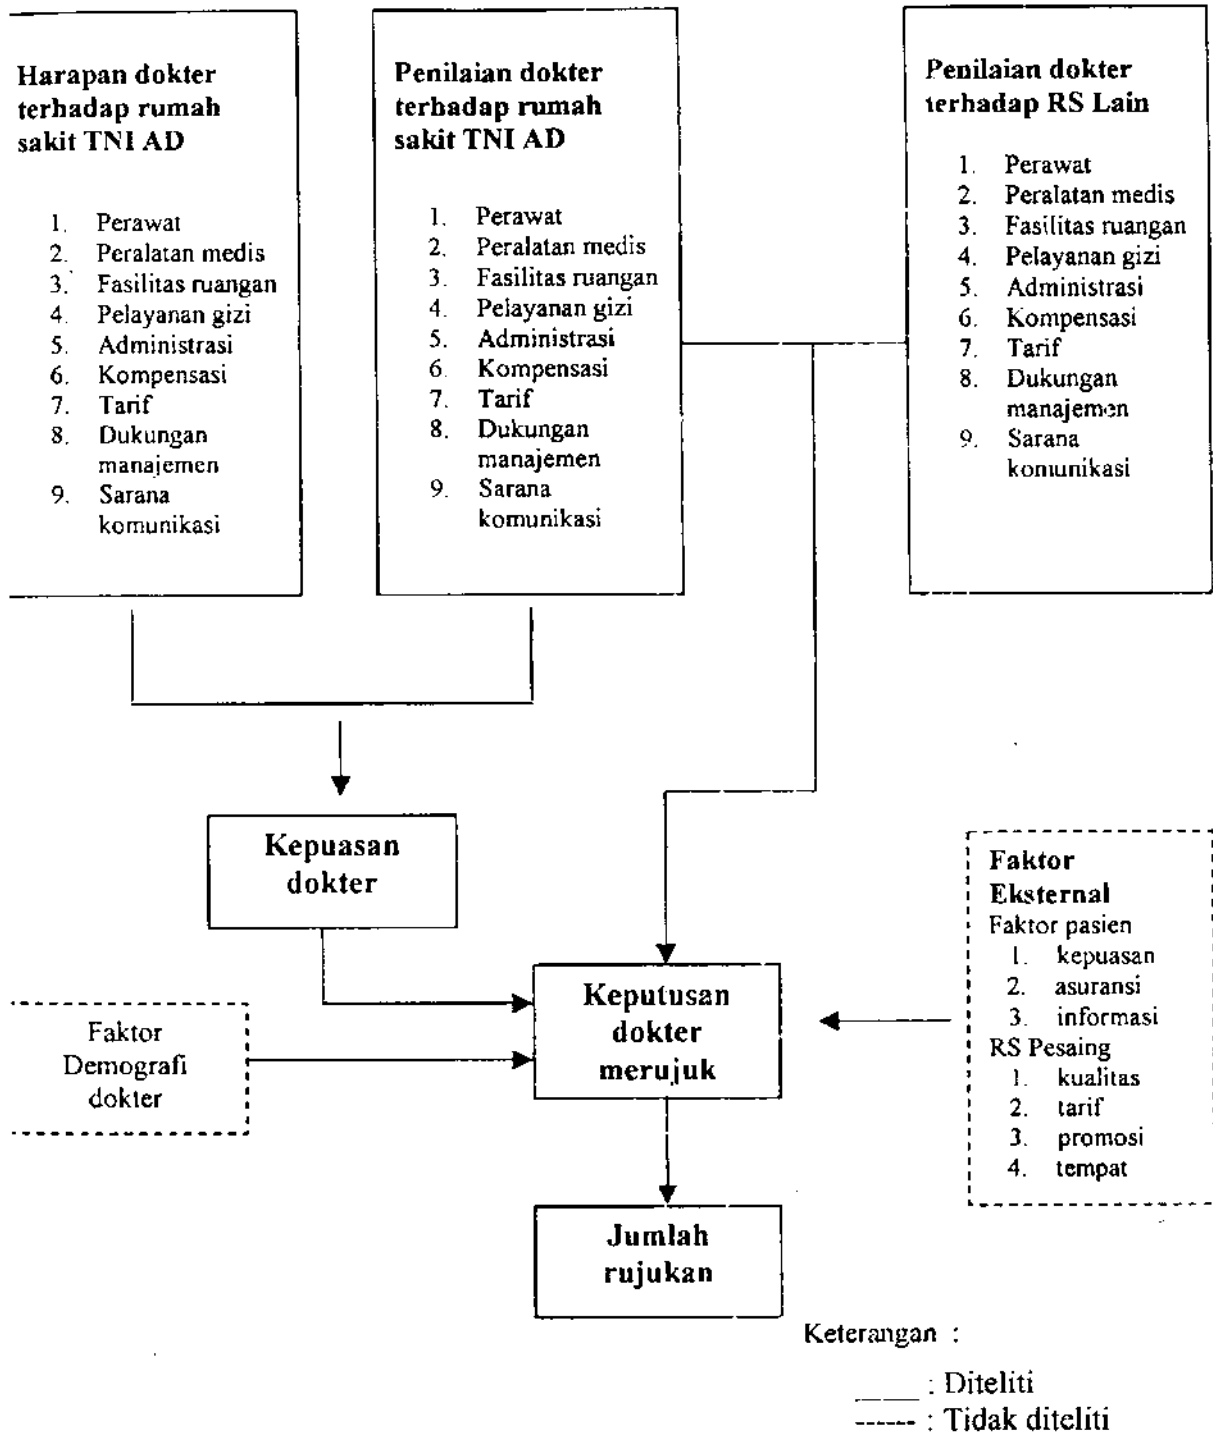 Harapan dokter
terhadap rumah
sakit TNI AD
1. Perawat
2. Peralatan medis
3. Fasilitas ruangan
4. Pelayanan gizi
5. Administrasi
6. Kompensasi
7. Tarif
8. Dukungan
manajemen
9. Sarana
komunikasi
Penilaian dokter
terhadap rumah
sakit TNI AD
1. Perawat
2. Peralatan medis
3. Fasilitas ruangan
4. Pelayanan gizi
5. Administrasi
6. Kompensasi
7. Tarif
8. Dukungan
manajemen
9. Sarana
komunikasi
Penilaian dokter
terhadap RS Lain
1. Perawat
2. Peralatan medis
3. Fasilitas ruangan
4. Pelayanan gizi
5. Administrasi
6. Kompensasi
7. Tarif
8. Dukungan
manajemen
9. Sarana
komunikasi
Kepuasan
dokter
Faktor
Demografi
dokter
Keputusan
dokter
merujuk
Faktor
Eksternal
Faktor pasien
1. kepuasan
2. asuransi
3. informasi
RS Pesaing
1. kualitas
2. tarif
3. promosi
4. tempat
Jumlah
rujukan
Keterangan :
_____ : Diteliti
------ : Tidak diteliti